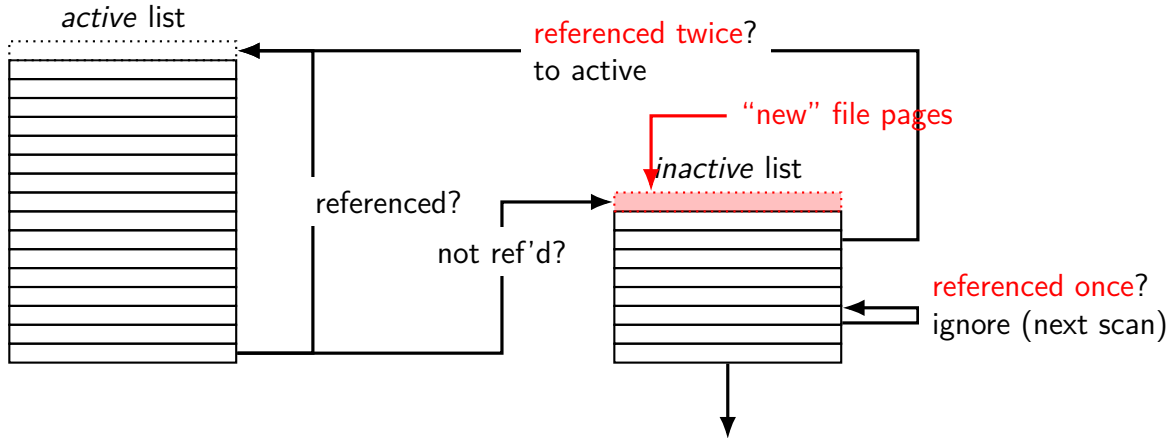 active list
referenced twice?
to active
“new” file pages
inactive list
referenced?
not ref'd?
referenced once?
ignore (next scan)